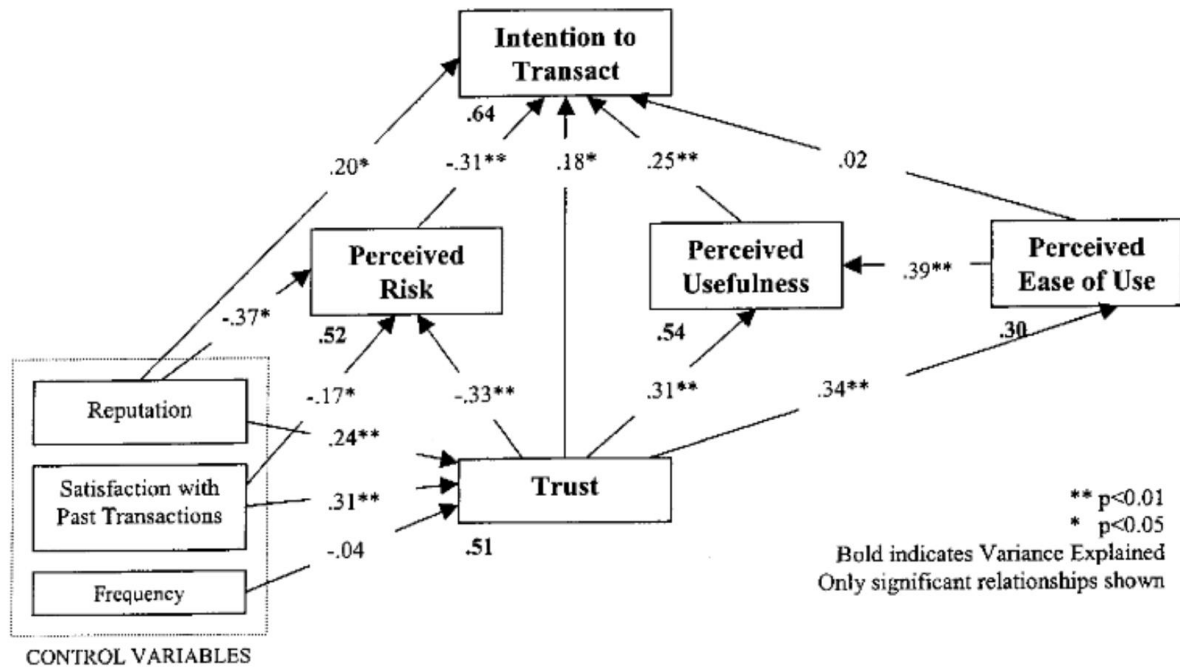 Intention to
Transact
.64
.20*
-.31**
.18*
.25**
.02
Perceived
Risk
.52
Perceived
Usefulness
.54
.39**
Perceived
Ease of Use
.30
-.37*
-.17*
-.33**
.31**
.34**
Reputation
.24**
Satisfaction with
Past Transactions
.31**
Trust
.51
-.04
Frequency
CONTROL VARIABLES
** p<0.01
* p<0.05
Bold indicates Variance Explained
Only significant relationships shown